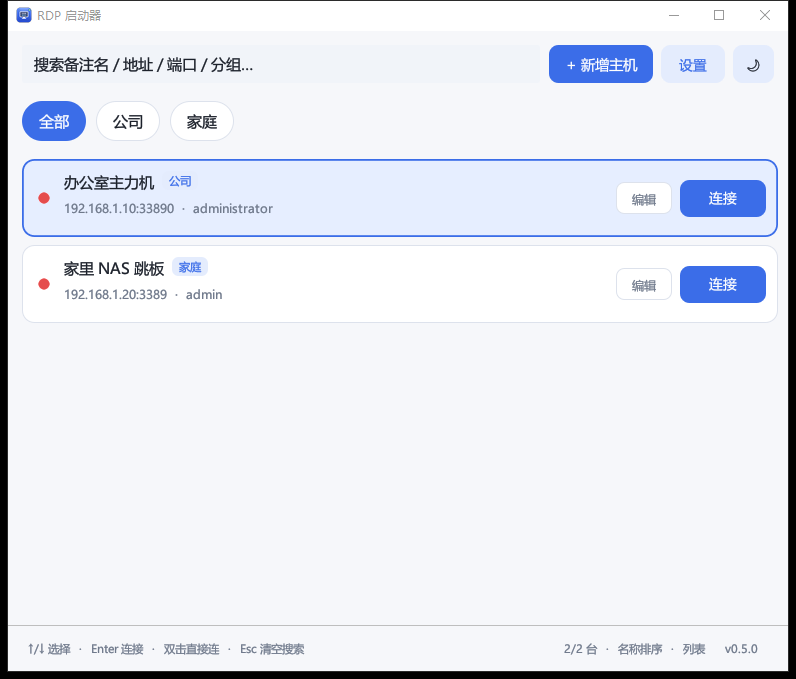 RDP 启动器
搜索备注名 / 地址 / 端口 / 分组...
+ 新增主机
设置
全部
公司
家庭
办公室主力机 公司
192.168.1.10:33890 · administrator
编辑
连接
家里 NAS 跳板 家庭
192.168.1.20:3389 · admin
编辑
连接
↑/↓ 选择 · Enter 连接 · 双击直接连 · Esc 清空搜索
2/2 台 · 名称排序 · 列表 v0.5.0